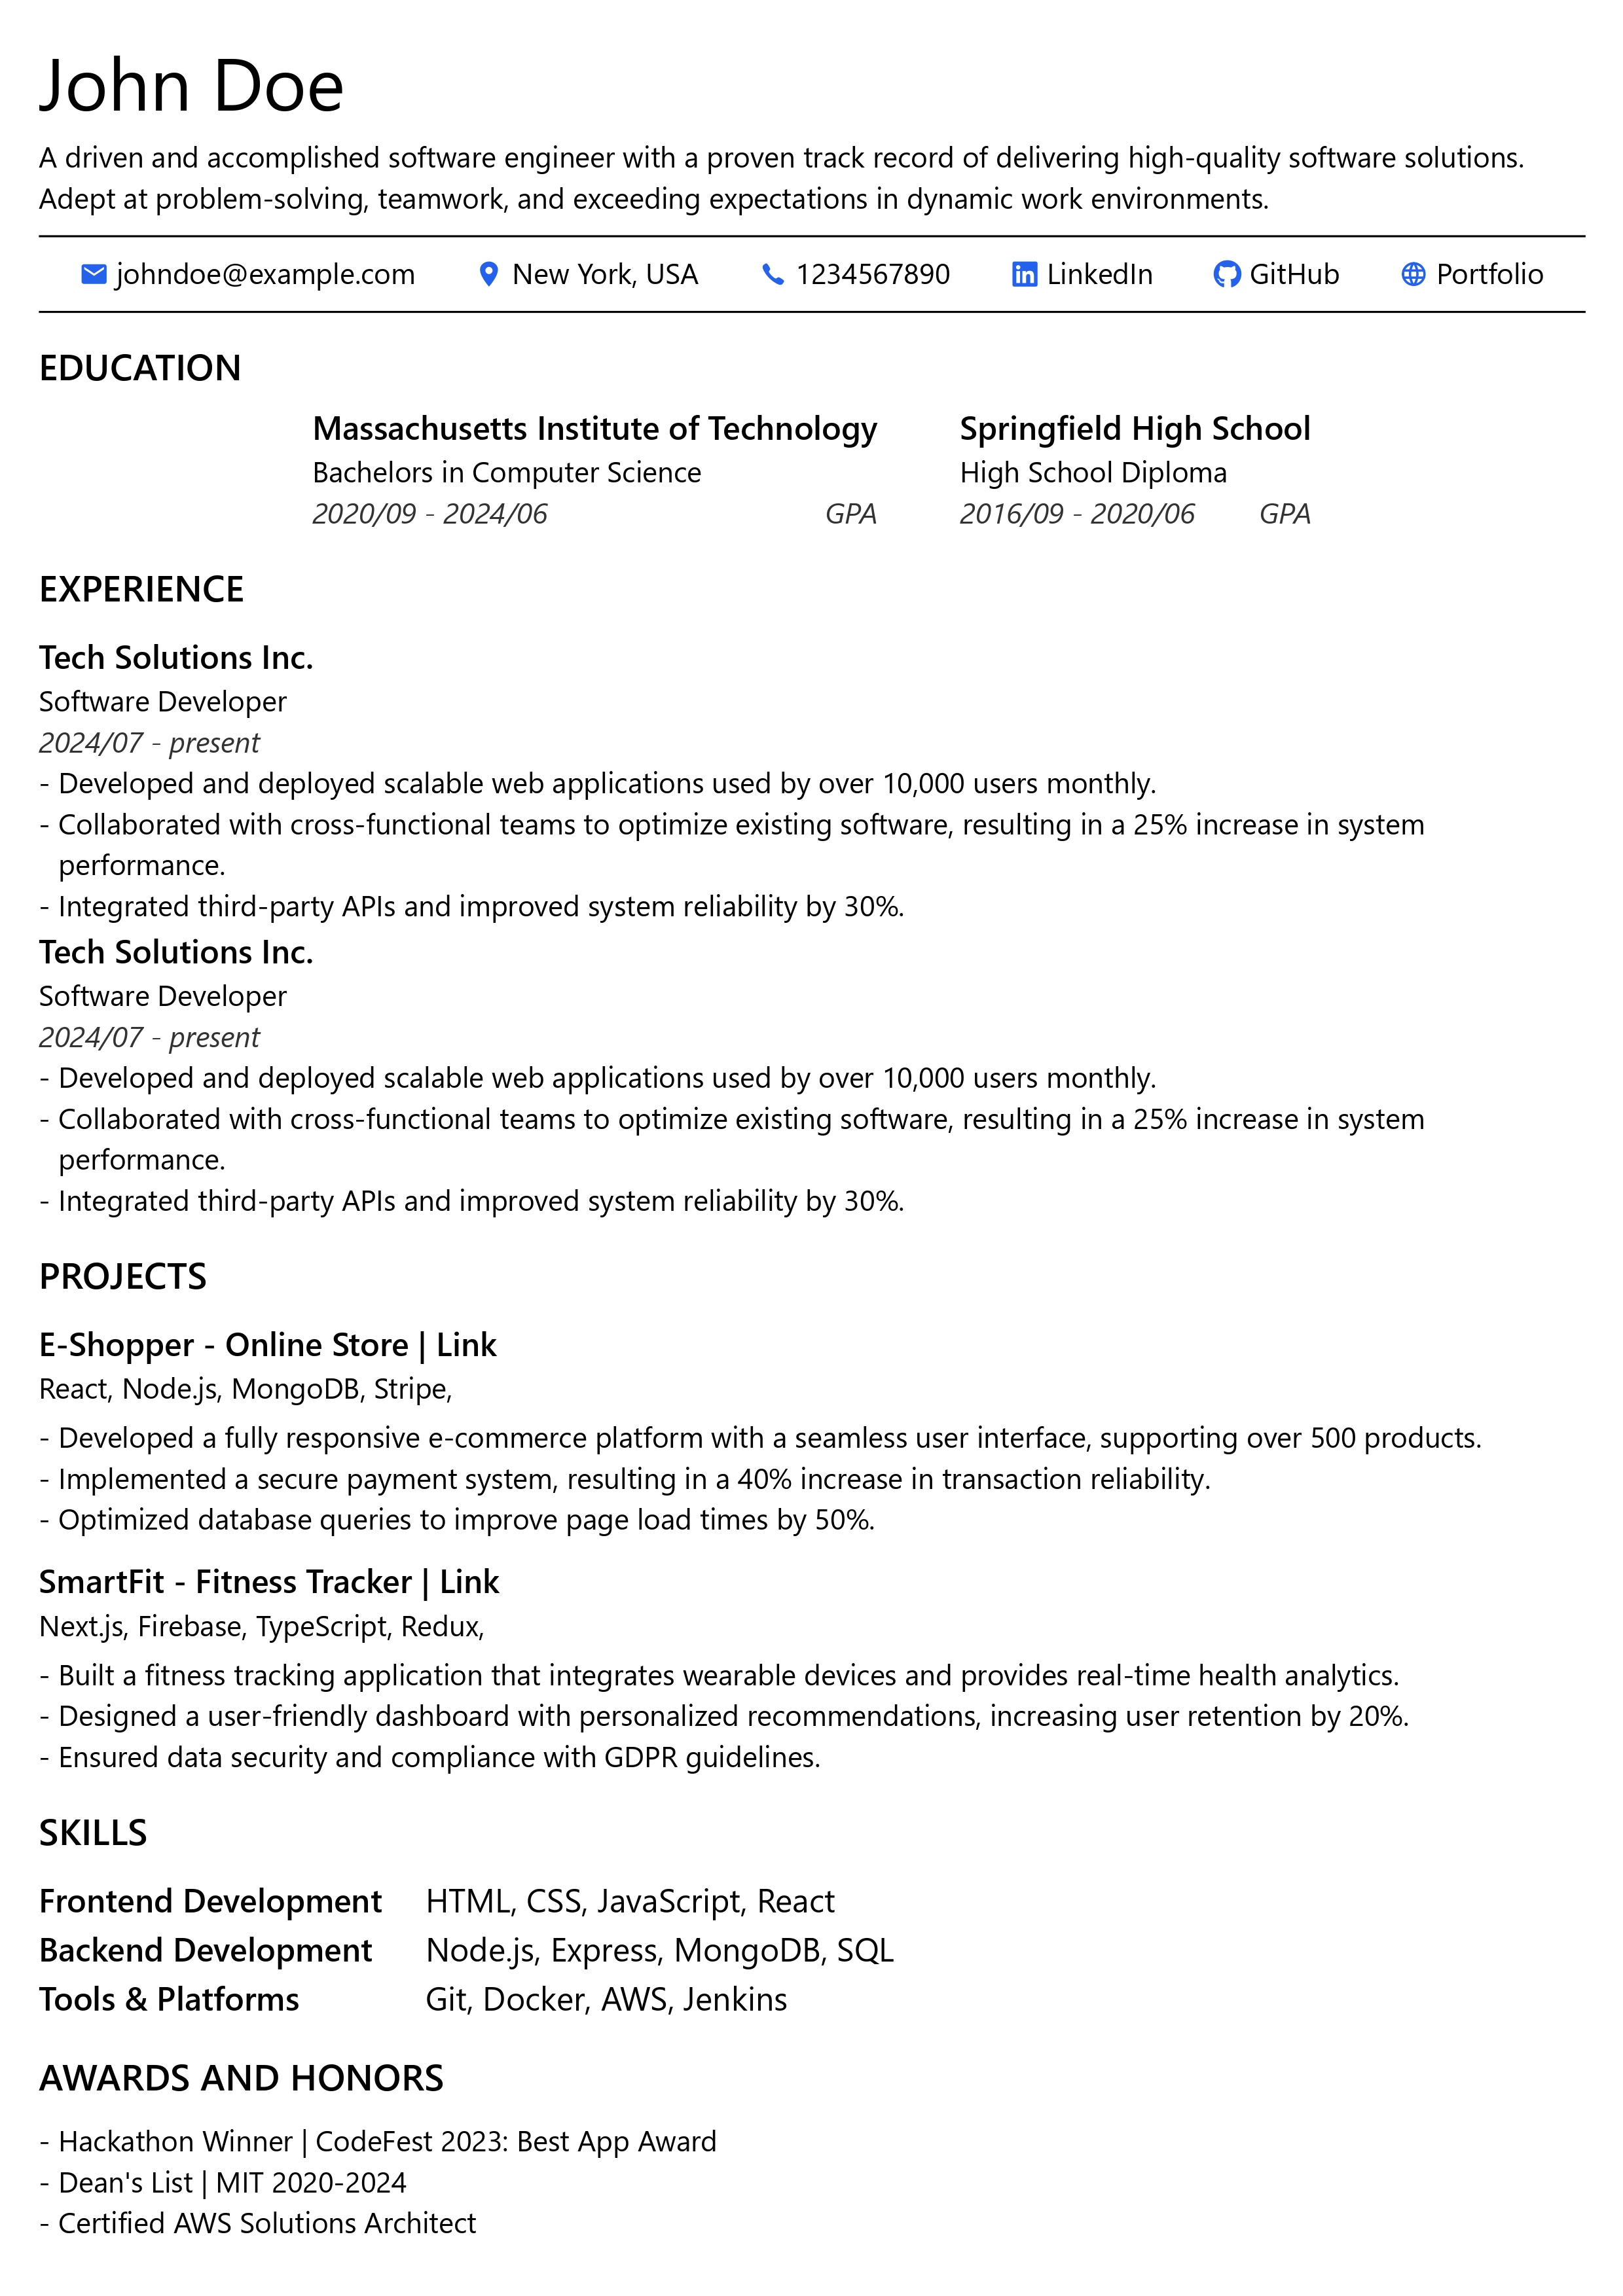 John Doe
A driven and accomplished software engineer with a proven track record of delivering high-quality software solutions.
Adept at problem-solving, teamwork, and exceeding expectations in dynamic work environments.
johndoe@example.com New York, USA 1234567890 LinkedIn GitHub Portfolio
EDUCATION
Massachusetts Institute of Technology
Bachelors in Computer Science
2020/09 - 2024/06 GPA
Springfield High School
High School Diploma
2016/09 - 2020/06 GPA
EXPERIENCE
Tech Solutions Inc.
Software Developer
2024/07 - present
- Developed and deployed scalable web applications used by over 10,000 users monthly.
- Collaborated with cross-functional teams to optimize existing software, resulting in a 25% increase in system
performance.
- Integrated third-party APIs and improved system reliability by 30%.
Tech Solutions Inc.
Software Developer
2024/07 - present
- Developed and deployed scalable web applications used by over 10,000 users monthly.
- Collaborated with cross-functional teams to optimize existing software, resulting in a 25% increase in system
performance.
- Integrated third-party APIs and improved system reliability by 30%.
PROJECTS
E-Shopper - Online Store | Link
React, Node.js, MongoDB, Stripe,
- Developed a fully responsive e-commerce platform with a seamless user interface, supporting over 500 products.
- Implemented a secure payment system, resulting in a 40% increase in transaction reliability.
- Optimized database queries to improve page load times by 50%.
SmartFit - Fitness Tracker | Link
Next.js, Firebase, TypeScript, Redux,
- Built a fitness tracking application that integrates wearable devices and provides real-time health analytics.
- Designed a user-friendly dashboard with personalized recommendations, increasing user retention by 20%.
- Ensured data security and compliance with GDPR guidelines.
SKILLS
Frontend Development HTML, CSS, JavaScript, React
Backend Development Node.js, Express, MongoDB, SQL
Tools & Platforms Git, Docker, AWS, Jenkins
AWARDS AND HONORS
- Hackathon Winner | CodeFest 2023: Best App Award
- Dean's List | MIT 2020-2024
- Certified AWS Solutions Architect